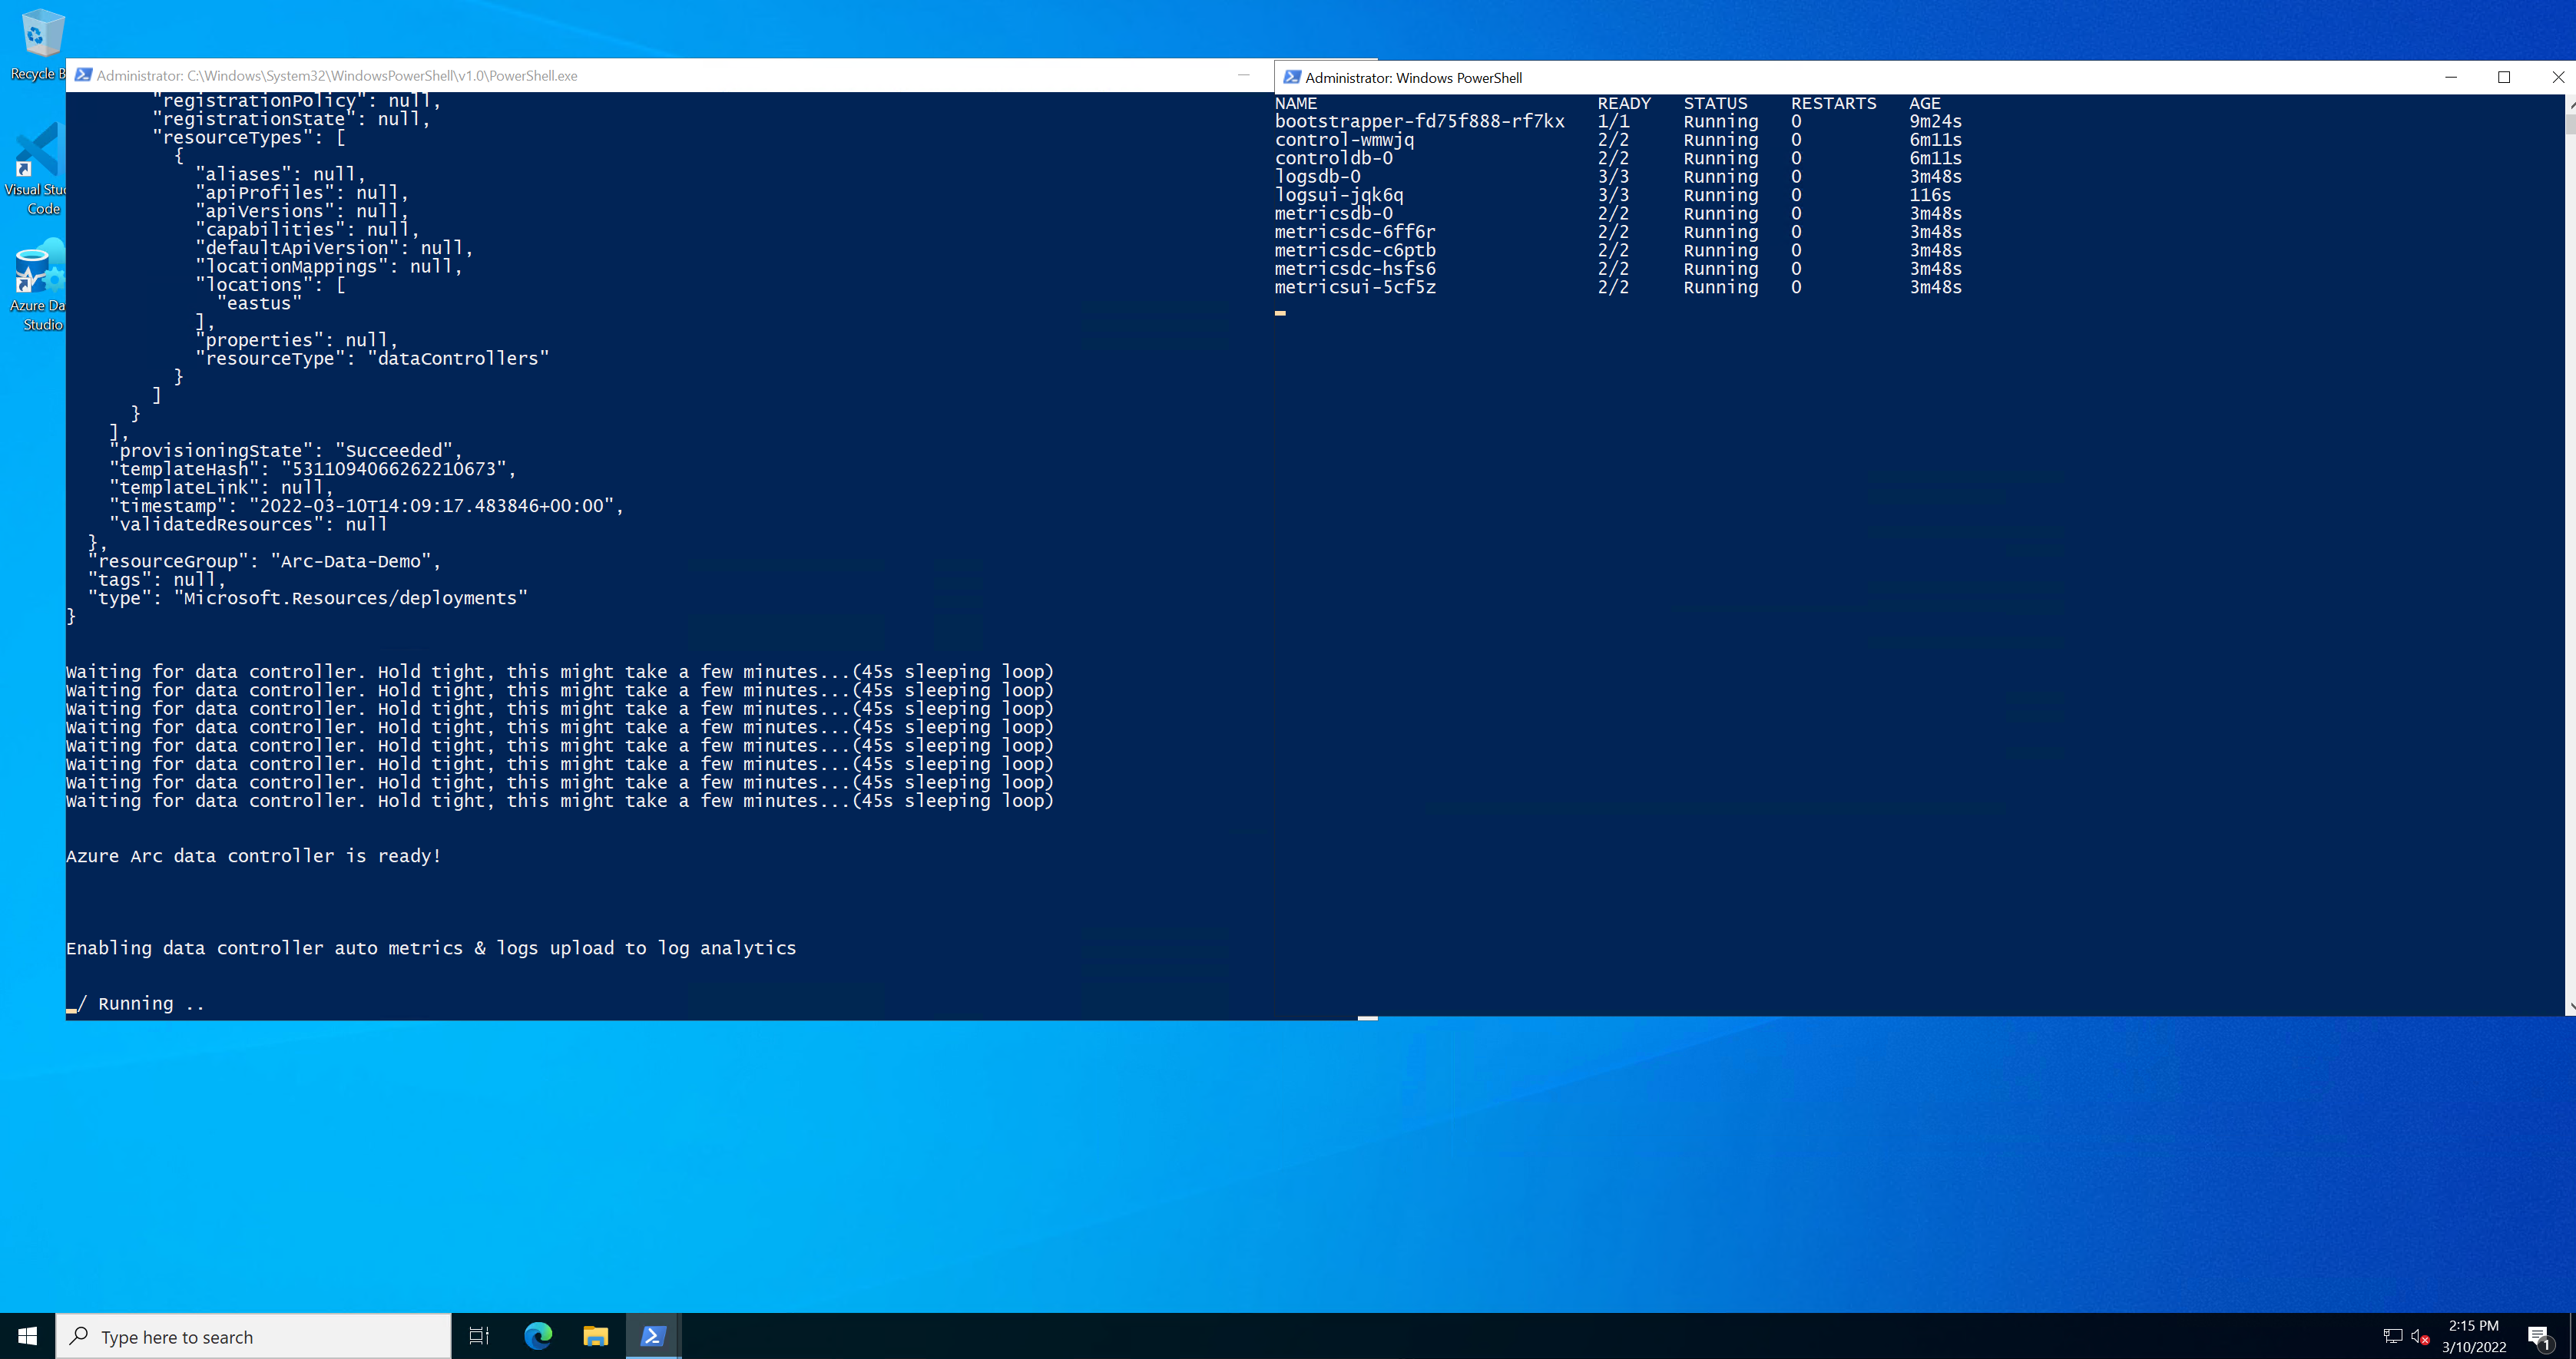 Recycle B
Visual Stud
Code
Azure Da
Studio
Administrator: C:\Windows\System32\WindowsPowerShell\v1.0\PowerShell.exe
"registrationPolicy": null,
"registrationState": null,
"resourceTypes": [
{
"aliases": null,
"apiProfiles": null,
"apiVersions": null,
"capabilities": null,
"defaultApiVersion": null,
"locationMappings": null,
"locations": [
"eastus"
],
"properties": null,
"resourceType": "dataControllers"
}
]
}
],
"provisioningState": "Succeeded",
"templateHash": "5311094066262210673",
"templateLink": null,
"timestamp": "2022-03-10T14:09:17.483846+00:00",
"validatedResources": null
},
"resourceGroup": "Arc-Data-Demo",
"tags": null,
"type": "Microsoft.Resources/deployments"
}
Waiting for data controller. Hold tight, this might take a few minutes...(45s sleeping loop)
Waiting for data controller. Hold tight, this might take a few minutes...(45s sleeping loop)
Waiting for data controller. Hold tight, this might take a few minutes...(45s sleeping loop)
Waiting for data controller. Hold tight, this might take a few minutes...(45s sleeping loop)
Waiting for data controller. Hold tight, this might take a few minutes...(45s sleeping loop)
Waiting for data controller. Hold tight, this might take a few minutes...(45s sleeping loop)
Waiting for data controller. Hold tight, this might take a few minutes...(45s sleeping loop)
Waiting for data controller. Hold tight, this might take a few minutes...(45s sleeping loop)
Azure Arc data controller is ready!
Enabling data controller auto metrics & logs upload to log analytics
/ Running ..
Administrator: Windows PowerShell
NAME READY STATUS RESTARTS AGE
bootstrapper-fd75f888-rf7kx 1/1 Running 0 9m24s
control-wmwjq 2/2 Running 0 6m11s
controldb-0 2/2 Running 0 6m11s
logsdb-0 3/3 Running 0 3m48s
logsui-jqk6q 3/3 Running 0 116s
metricsdb-0 2/2 Running 0 3m48s
metricsdc-6ff6r 2/2 Running 0 3m48s
metricsdc-c6ptb 2/2 Running 0 3m48s
metricsdc-hsfs6 2/2 Running 0 3m48s
metricsui-5cf5z 2/2 Running 0 3m48s
Type here to search
2:15 PM
3/10/2022
1